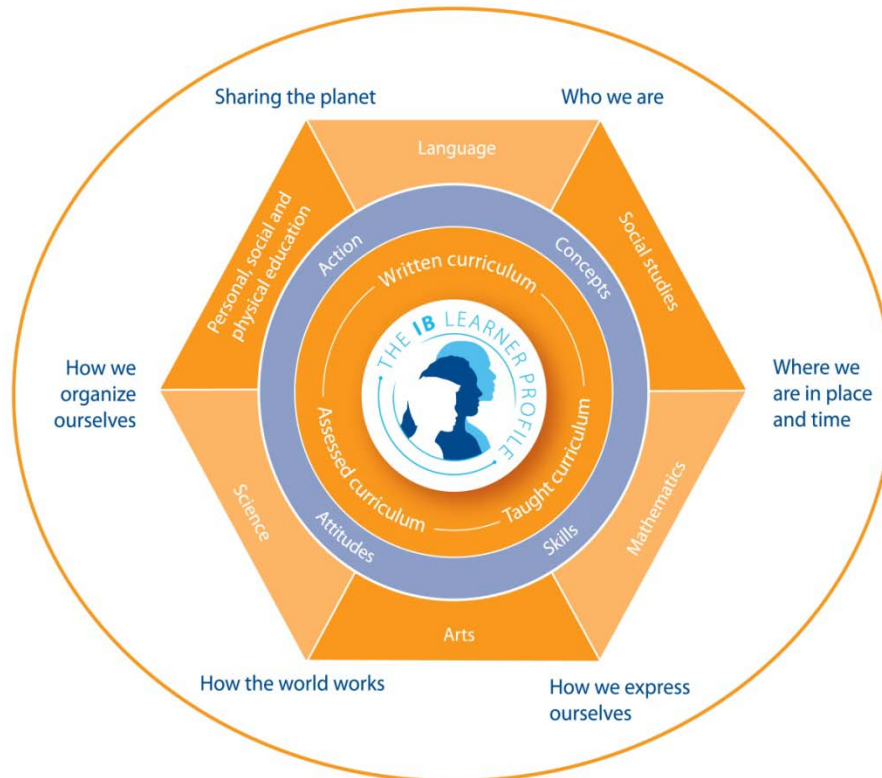 Sharing the planet
Who we are
Language
Personal, social and
physical education
Social studies
Action
Concepts
Written curriculum
THE IB LEARNER PROFILE
How we
organize
ourselves
Where we
are in place
and time
Assessed curriculum
Taught curriculum
Science
Attitudes
Skills
Mathematics
Arts
How the world works
How we express
ourselves